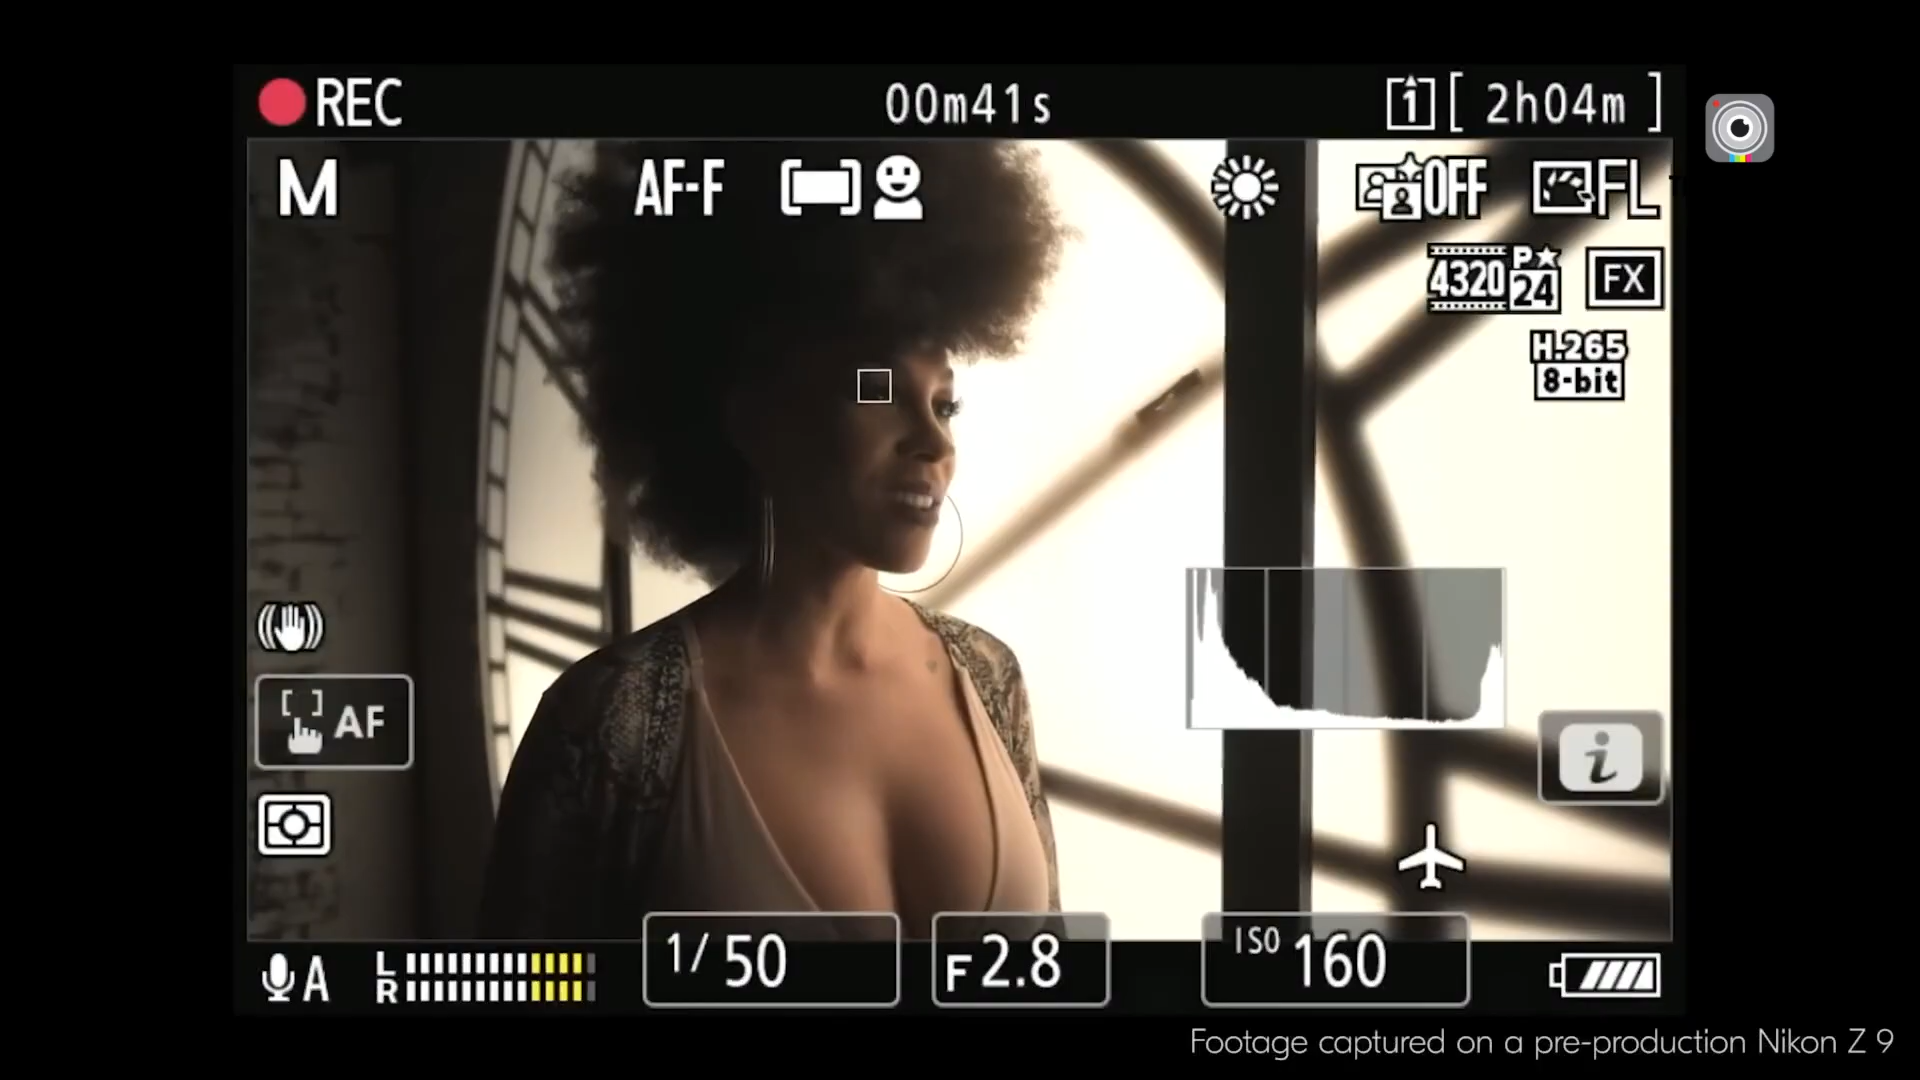 REC 00m41s 1 [ 2h04m ]
M AF-F OFF FL
4320 P★ 24 FX
H.265
8-bit
AF
i
A L R 1/50 F2.8 ISO 160
Footage captured on a pre-production Nikon Z 9